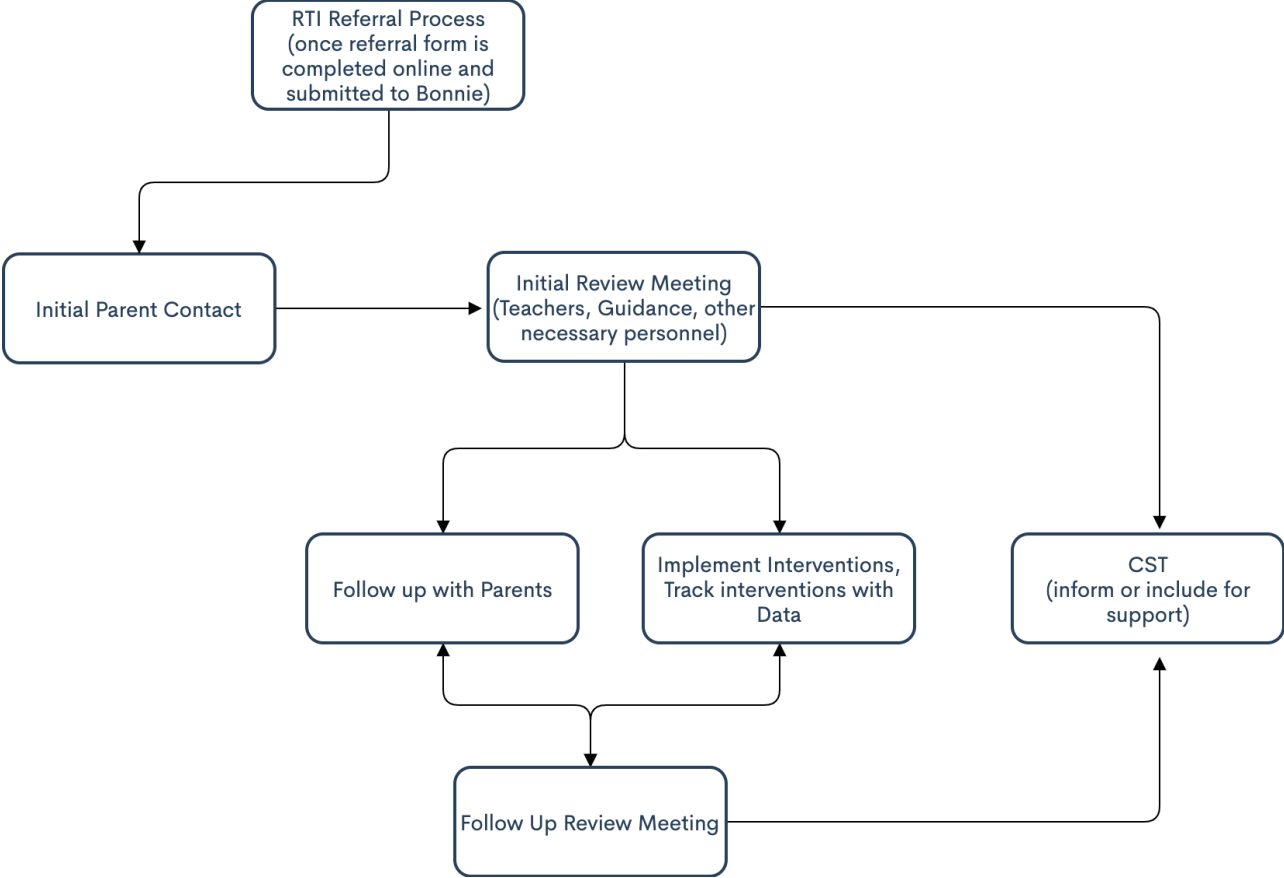 RTI Referral Process
(once referral form is
completed online and
submitted to Bonnie)
Initial Parent Contact
Initial Review Meeting
(Teachers, Guidance, other
necessary personnel)
Follow up with Parents
Implement Interventions,
Track interventions with
Data
CST
(inform or include for
support)
Follow Up Review Meeting